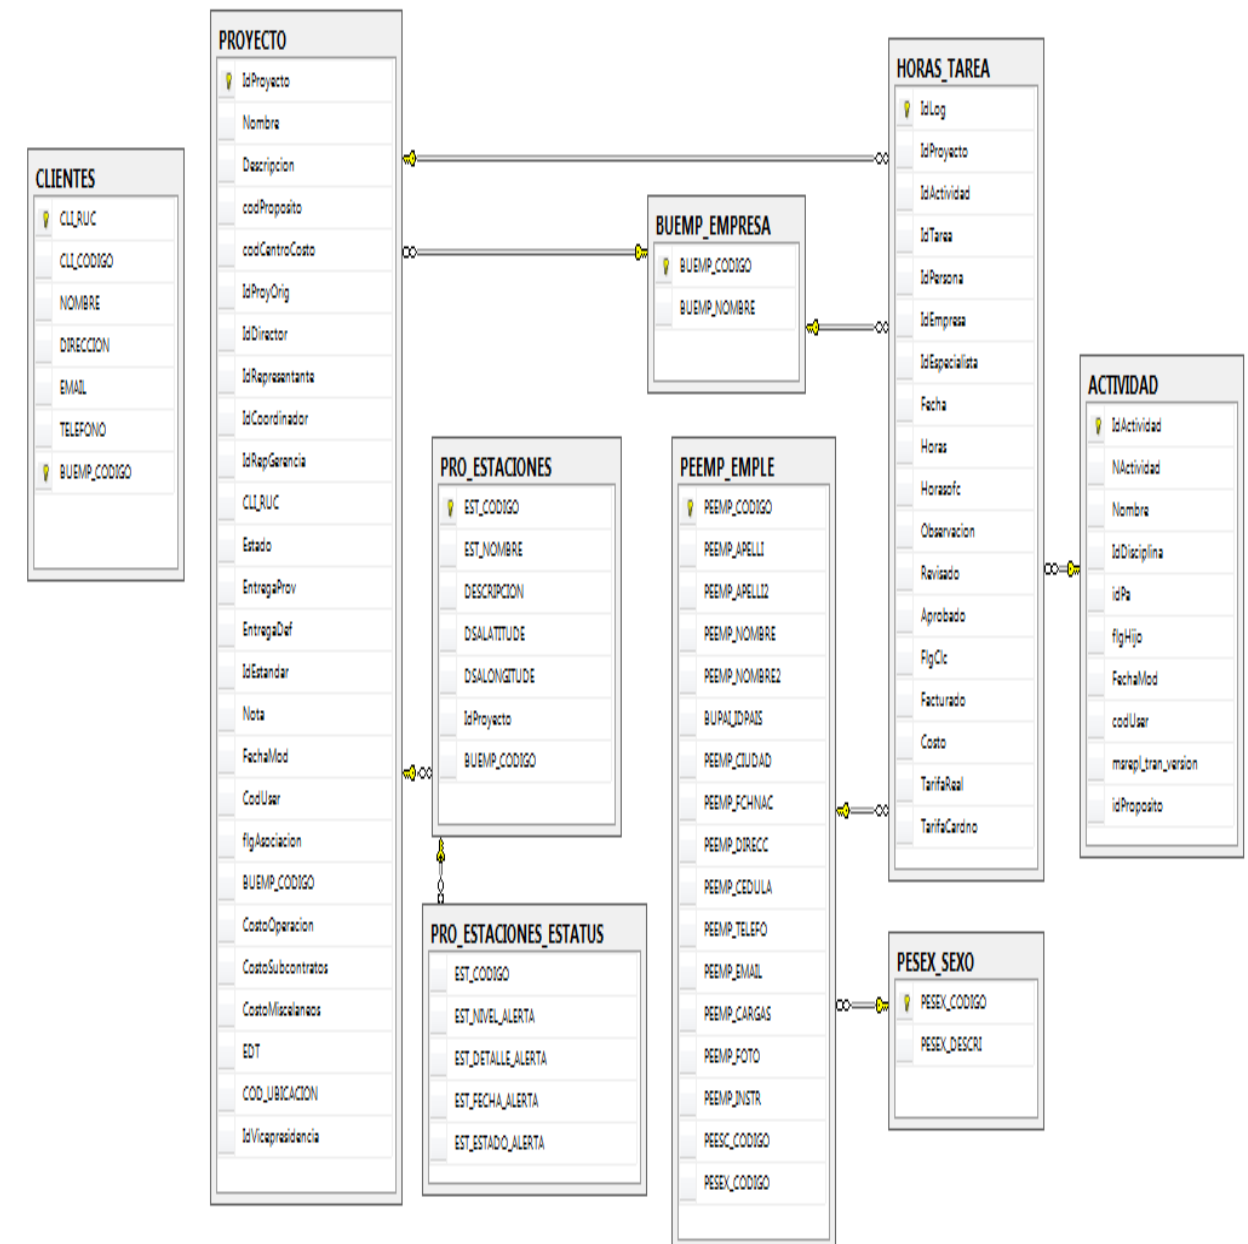 PROYECTO
IdProyecto
Nombre
Descripcion
codProposito
codCentroCosto
IdProyOrig
IdDirector
IdRepresentante
IdCoordinador
IdRepGerencia
CLI_RUC
Estado
EntregaProv
EntregaDef
IdEstandar
Nota
FechaMod
CodUser
flgAsociacion
BUEMP_CODIGO
CostoOperacion
CostoSubcontratos
CostoMiscelaneos
EDT
COD_UBICACION
IdVicepresidencia
CLIENTES
CLI_RUC
CLI_CODIGO
NOMBRE
DIRECCION
EMAIL
TELEFONO
BUEMP_CODIGO
BUEMP_EMPRESA
BUEMP_CODIGO
BUEMP_NOMBRE
HORAS_TAREA
IdLog
IdProyecto
IdActividad
IdTarea
IdPersona
IdEmpresa
IdEspecialista
Fecha
Horas
Horasofc
Observacion
Revisado
Aprobado
FlgClc
Facturado
Costo
TarifaReal
TarifaCardno
ACTIVIDAD
IdActividad
NActividad
Nombre
IdDisciplina
idPa
flgHijo
FechaMod
codUser
msrepl_tran_version
idProposito
PRO_ESTACIONES
EST_CODIGO
EST_NOMBRE
DESCRIPCION
DSALATITUDE
DSALONGITUDE
IdProyecto
BUEMP_CODIGO
PEEMP_EMPLE
PEEMP_CODIGO
PEEMP_APELLI
PEEMP_APELLI2
PEEMP_NOMBRE
PEEMP_NOMBRE2
BUPAI_IDPAIS
PEEMP_CIUDAD
PEEMP_FCHNAC
PEEMP_DIRECC
PEEMP_CEDULA
PEEMP_TELEFO
PEEMP_EMAIL
PEEMP_CARGAS
PEEMP_FOTO
PEEMP_INSTR
PEESC_CODIGO
PESEX_CODIGO
PRO_ESTACIONES_ESTATUS
EST_CODIGO
EST_NIVEL_ALERTA
EST_DETALLE_ALERTA
EST_FECHA_ALERTA
EST_ESTADO_ALERTA
PESEX_SEXO
PESEX_CODIGO
PESEX_DESCRI